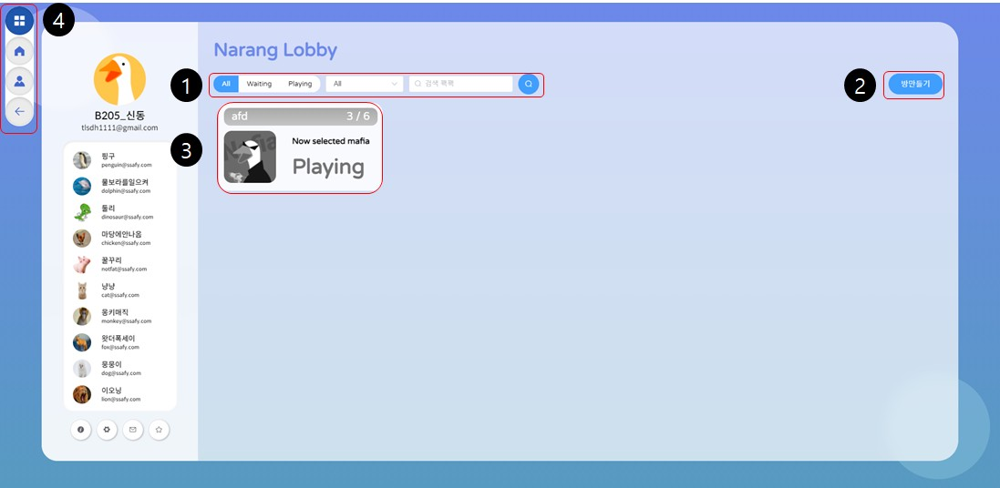 4
Narang Lobby
1
All Waiting Playing All 검색 폭폭
2
방만들기
B205_신동
tlsdh1111@gmail.com
afd 3 / 6
3
Now selected mafia
Playing
핑구
penguin@ssafy.com
물보라를일으켜
dolphin@ssafy.com
둘리
dinosaur@ssafy.com
마당에안나옴
chicken@ssafy.com
꿀꾸리
notfat@ssafy.com
냥냥
cat@ssafy.com
몽키매직
monkey@ssafy.com
왓더폭세이
fox@ssafy.com
뭉뭉이
dog@ssafy.com
이오닝
lion@ssafy.com